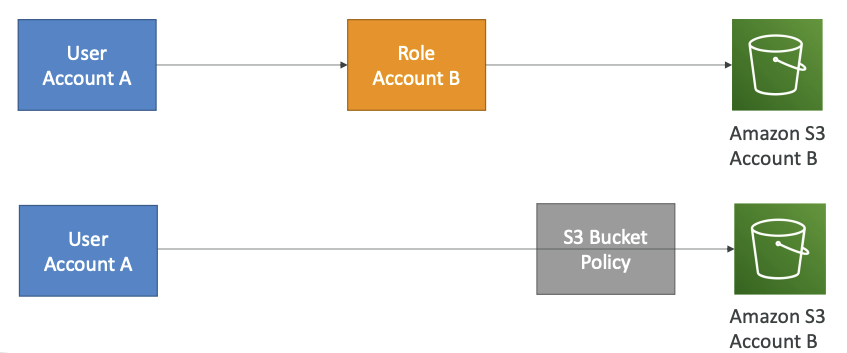 User
Account A
Role
Account B
Amazon S3
Account B
User
Account A
S3 Bucket
Policy
Amazon S3
Account B